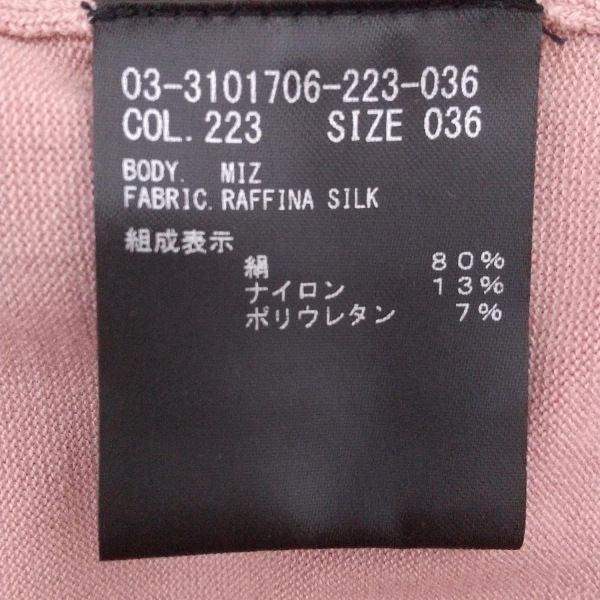 03-3101706-223-036
COL. 223 SIZE 036
BODY. MIZ
FABRIC. RAFFINA SILK
組成表示
絹 80%
ナイロン 13%
ポリウレタン 7%